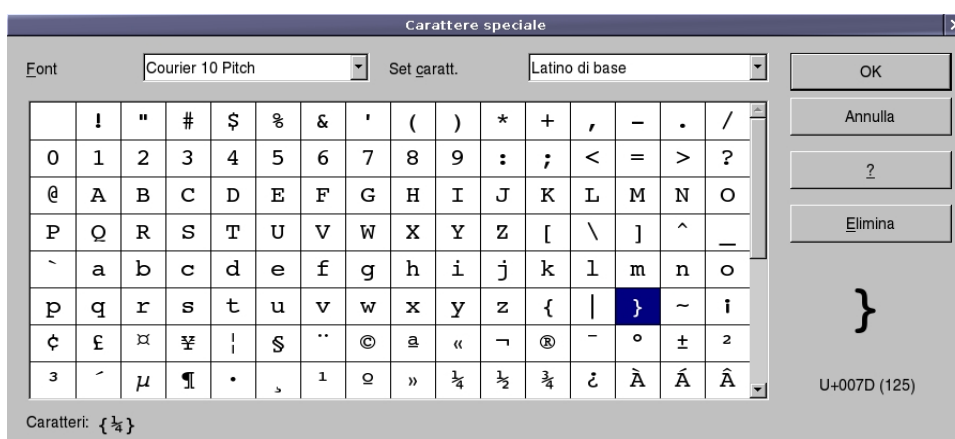 Carattere speciale
Font Courier 10 Pitch Set caratt. Latino di base OK
! " # $ % & ' ( ) * + , - . / Annulla
0 1 2 3 4 5 6 7 8 9 : ; < = > ?
?
@ A B C D E F G H I J K L M N O
P Q R S T U V W X Y Z [ \ ] ^ _ Elimina
` a b c d e f g h i j k l m n o
p q r s t u v w x y z { | } ~ ¡
}
¢ £ ¤ ¥ ¦ § ¨ © ª « ¬ ® ¯ ° ± ²
³ ´ µ ¶ · ¸ ¹ º » ¼ ½ ¾ ¿ À Á Â U+007D (125)
Caratteri: {¼}